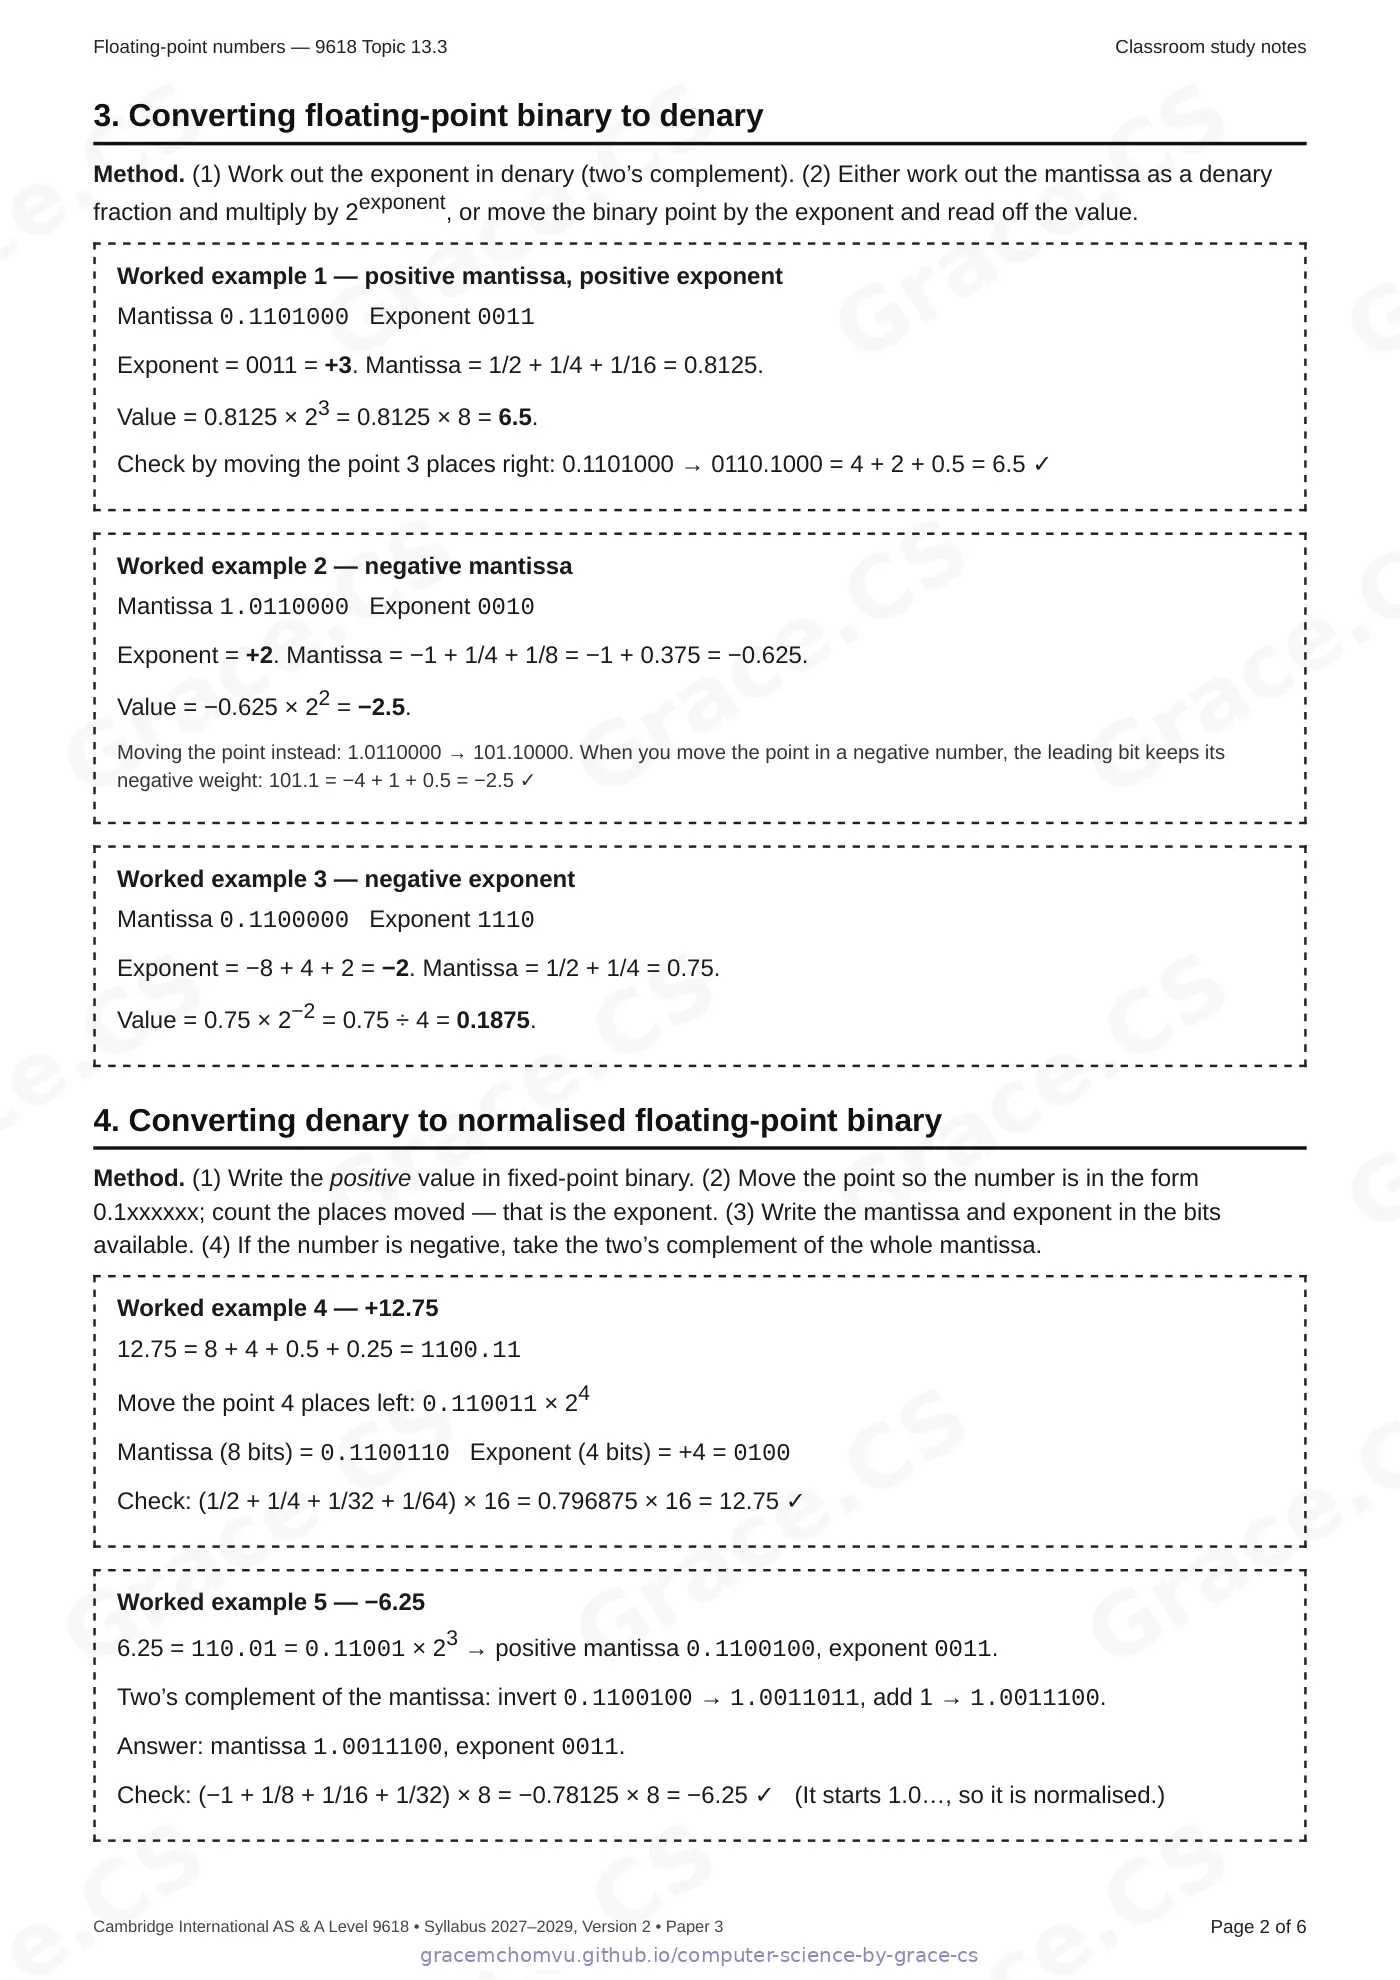 Floating-point numbers — 9618 Topic 13.3
Classroom study notes
3. Converting floating-point binary to denary
Method. (1) Work out the exponent in denary (two’s complement). (2) Either work out the mantissa as a denary
fraction and multiply by 2^exponent, or move the binary point by the exponent and read off the value.
Worked example 1 — positive mantissa, positive exponent
Mantissa 0.1101000 Exponent 0011
Exponent = 0011 = +3. Mantissa = 1/2 + 1/4 + 1/16 = 0.8125.
Value = 0.8125 × 2³ = 0.8125 × 8 = 6.5.
Check by moving the point 3 places right: 0.1101000 → 0110.1000 = 4 + 2 + 0.5 = 6.5 ✓
Worked example 2 — negative mantissa
Mantissa 1.0110000 Exponent 0010
Exponent = +2. Mantissa = −1 + 1/4 + 1/8 = −1 + 0.375 = −0.625.
Value = −0.625 × 2² = −2.5.
Moving the point instead: 1.0110000 → 101.10000. When you move the point in a negative number, the leading bit keeps its
negative weight: 101.1 = −4 + 1 + 0.5 = −2.5 ✓
Worked example 3 — negative exponent
Mantissa 0.1100000 Exponent 1110
Exponent = −8 + 4 + 2 = −2. Mantissa = 1/2 + 1/4 = 0.75.
Value = 0.75 × 2⁻² = 0.75 ÷ 4 = 0.1875.
4. Converting denary to normalised floating-point binary
Method. (1) Write the positive value in fixed-point binary. (2) Move the point so the number is in the form
0.1xxxxxx; count the places moved — that is the exponent. (3) Write the mantissa and exponent in the bits
available. (4) If the number is negative, take the two’s complement of the whole mantissa.
Worked example 4 — +12.75
12.75 = 8 + 4 + 0.5 + 0.25 = 1100.11
Move the point 4 places left: 0.110011 × 2⁴
Mantissa (8 bits) = 0.1100110 Exponent (4 bits) = +4 = 0100
Check: (1/2 + 1/4 + 1/32 + 1/64) × 16 = 0.796875 × 16 = 12.75 ✓
Worked example 5 — −6.25
6.25 = 110.01 = 0.11001 × 2³ → positive mantissa 0.1100100, exponent 0011.
Two’s complement of the mantissa: invert 0.1100100 → 1.0011011, add 1 → 1.0011100.
Answer: mantissa 1.0011100, exponent 0011.
Check: (−1 + 1/8 + 1/16 + 1/32) × 8 = −0.78125 × 8 = −6.25 ✓ (It starts 1.0…, so it is normalised.)
Cambridge International AS & A Level 9618 • Syllabus 2027–2029, Version 2 • Paper 3
Page 2 of 6
gracemchomvu.github.io/computer-science-by-grace-cs
Grace.CS